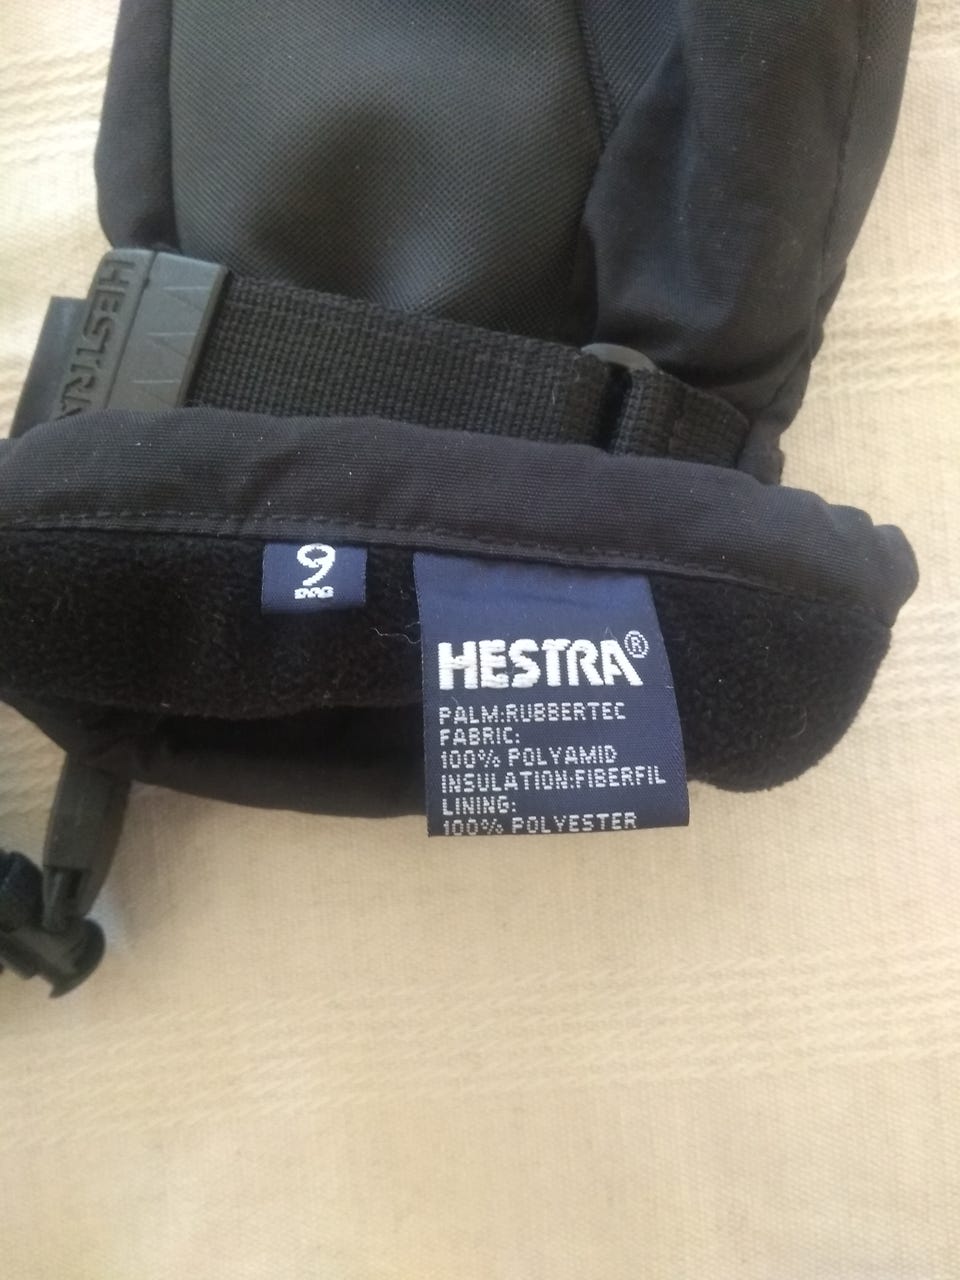 HESTRA
9
HESTRA®
PALM:RUBBERTEC
FABRIC:
100% POLYAMID
INSULATION:FIBERFIL
LINING:
100% POLYESTER